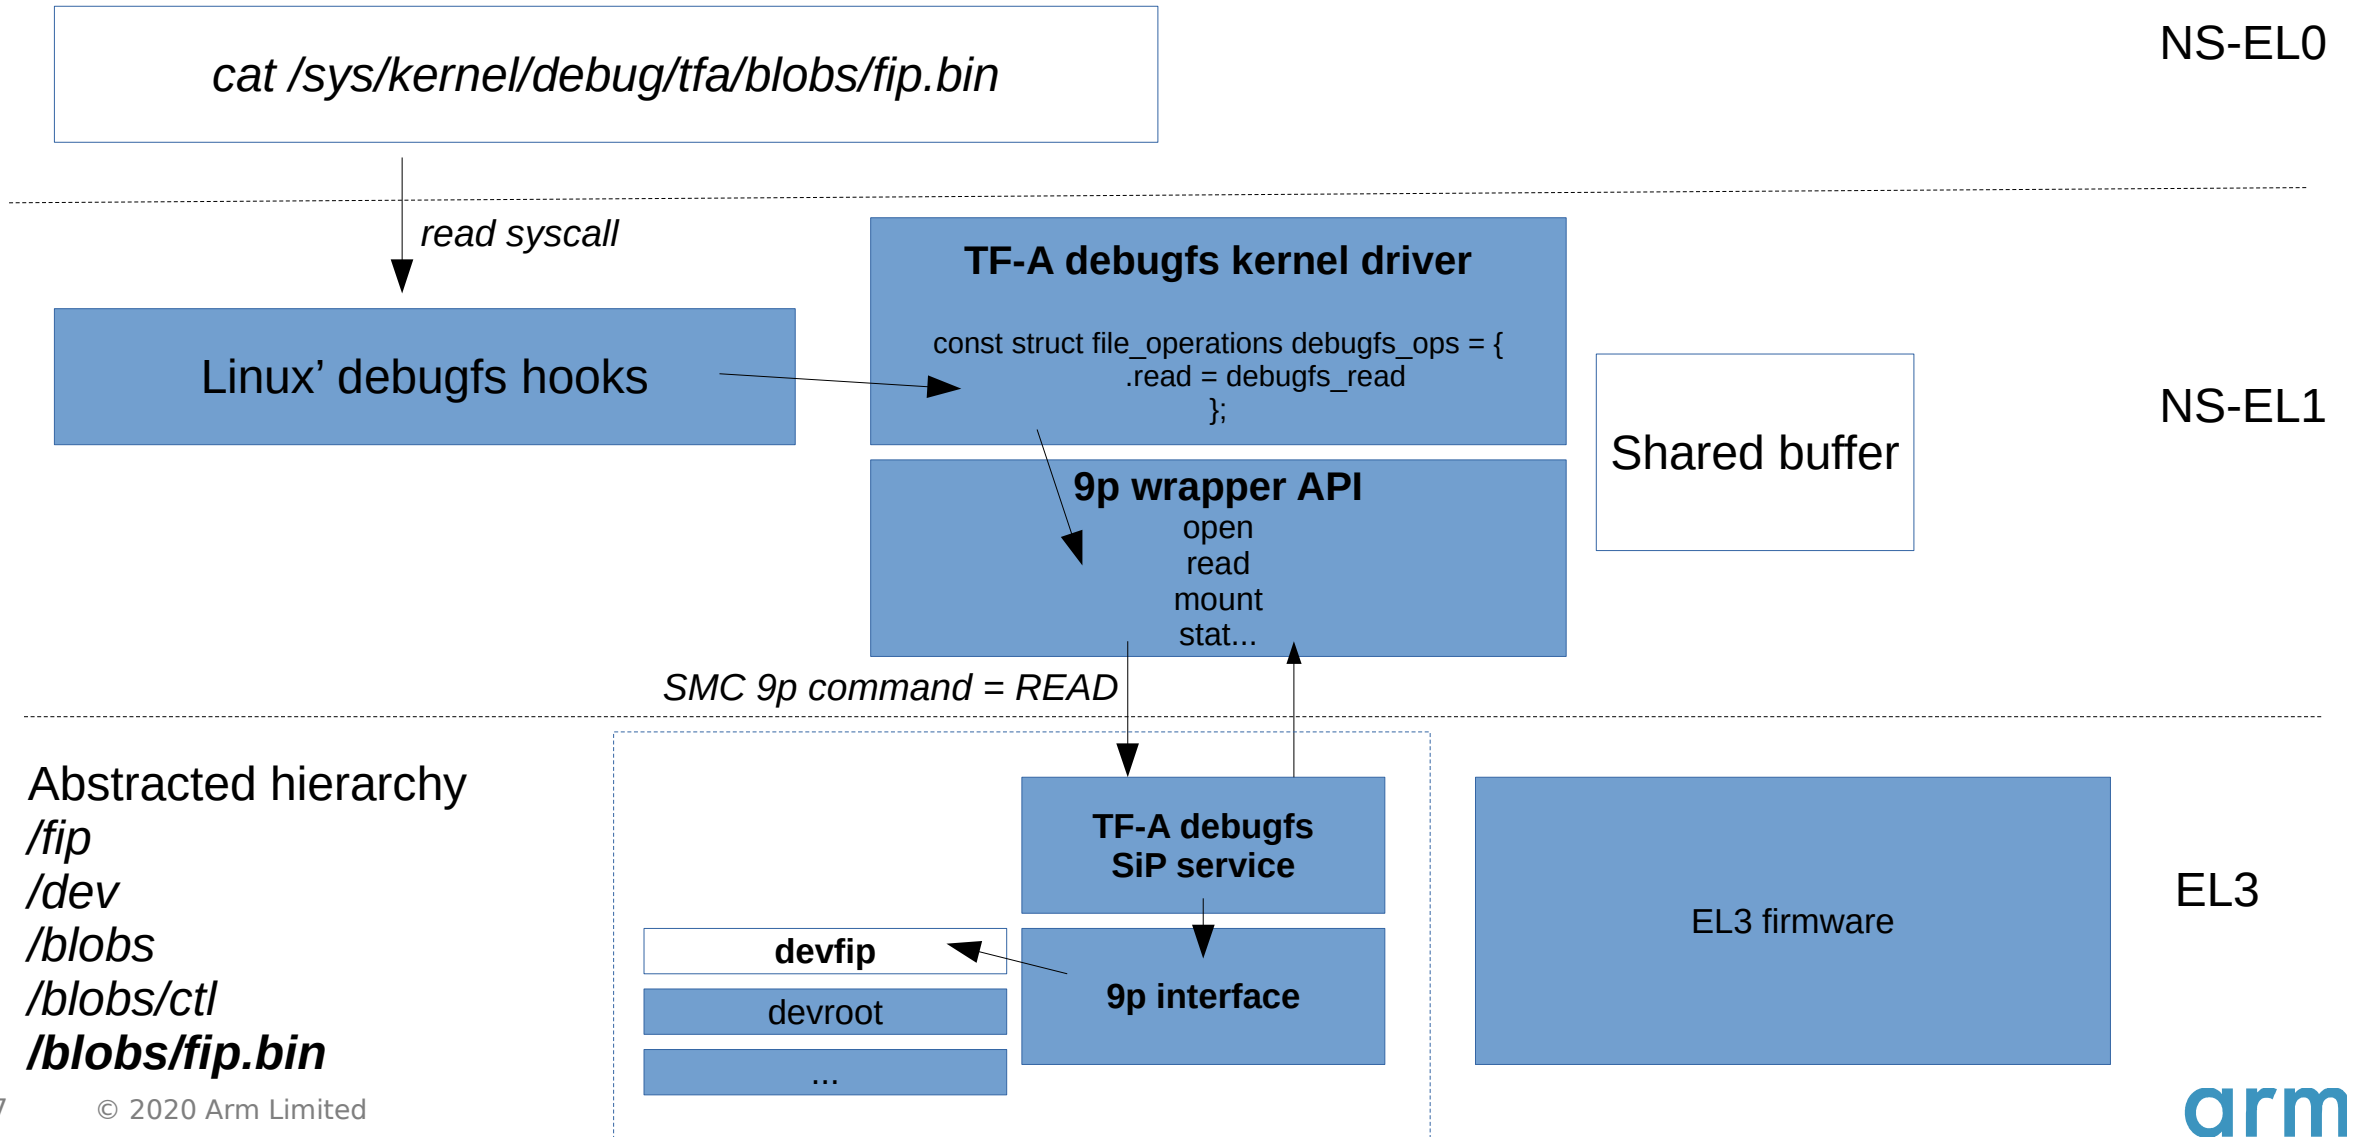 cat /sys/kernel/debug/tfa/blobs/fip.bin
NS-EL0
read syscall
TF-A debugfs kernel driver
const struct file_operations debugfs_ops = {
.read = debugfs_read
};
Linux’ debugfs hooks
Shared buffer
NS-EL1
9p wrapper API
open
read
mount
stat...
SMC 9p command = READ
Abstracted hierarchy
/fip
/dev
/blobs
/blobs/ctl
/blobs/fip.bin
TF-A debugfs
SiP service
devfip
devroot
...
9p interface
EL3 firmware
EL3
7
© 2020 Arm Limited
arm